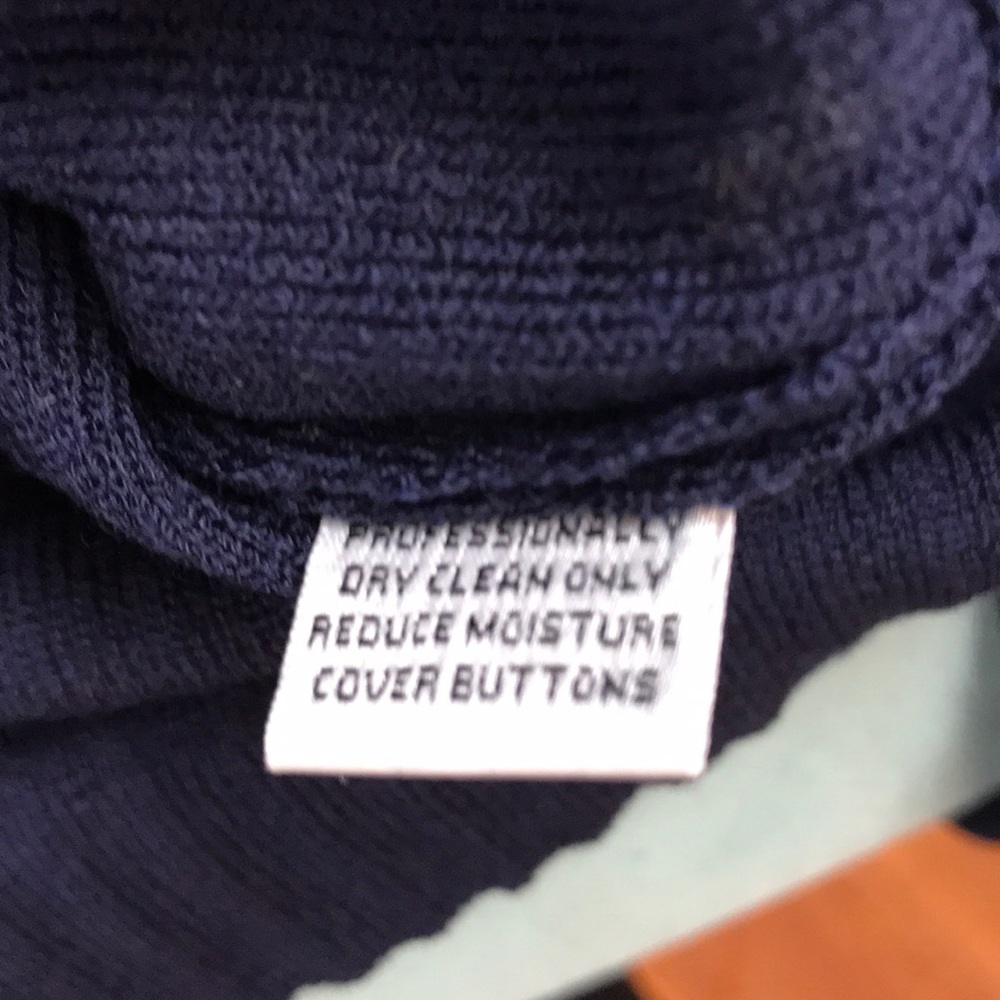 PROFESSIONALLY
DRY CLEAN ONLY
REDUCE MOISTURE
COVER BUTTONS